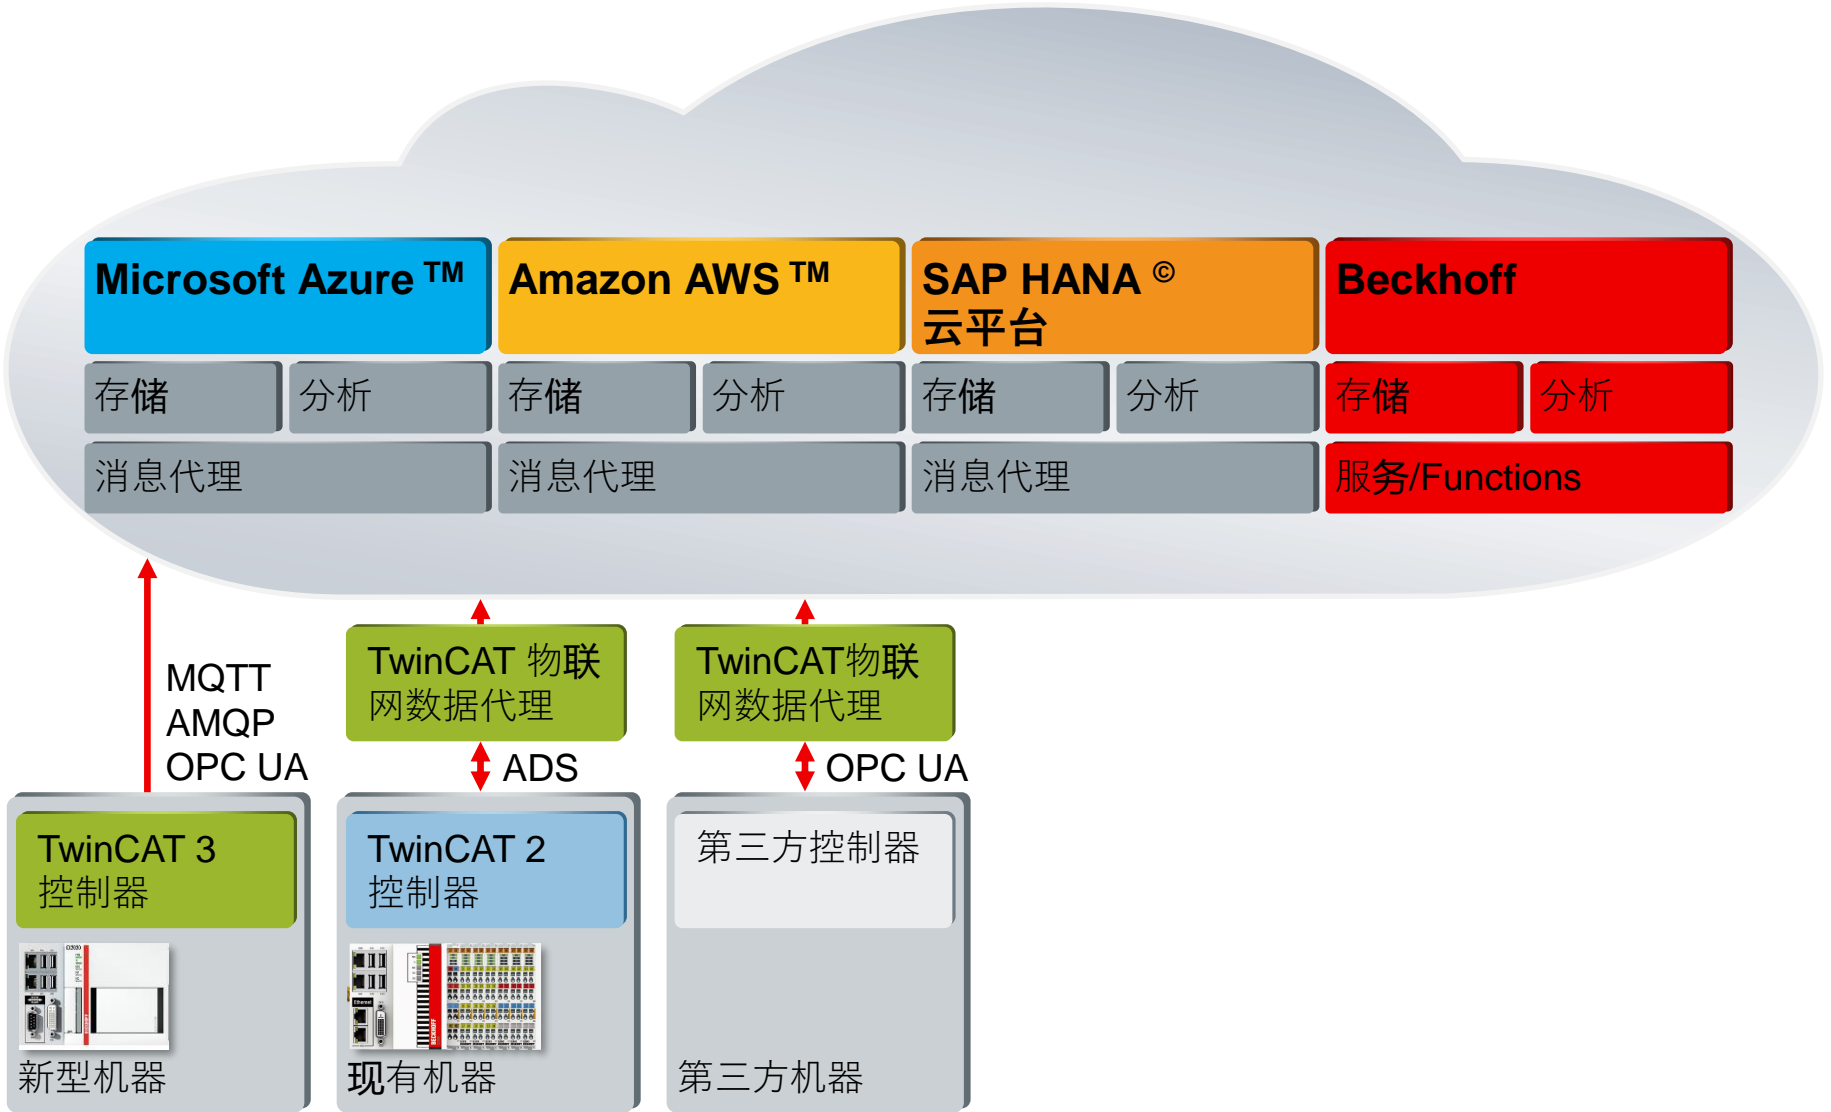 Microsoft Azure TM
Amazon AWS TM
SAP HANA ©
云平台
Beckhoff
存储
分析
存储
分析
存储
分析
存储
分析
消息代理
消息代理
消息代理
服务/Functions
MQTT
AMQP
OPC UA
TwinCAT 物联
网数据代理
ADS
TwinCAT物联
网数据代理
OPC UA
TwinCAT 3
控制器
TwinCAT 2
控制器
第三方控制器
Ethernet
BECKHOFF
新型机器
现有机器
第三方机器